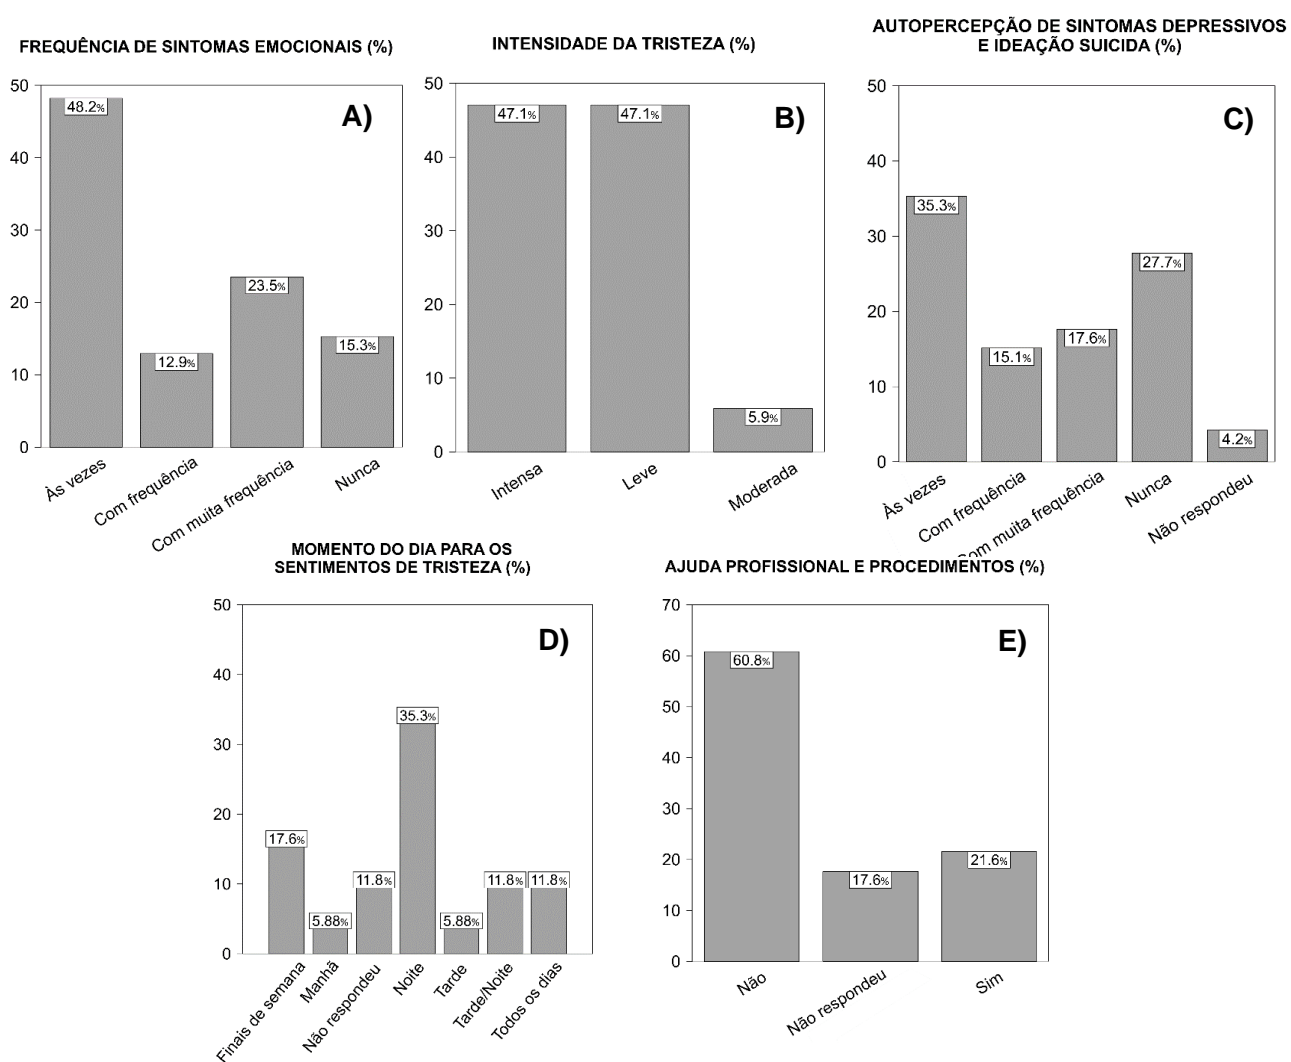 FREQUÊNCIA DE SINTOMAS EMOCIONAIS (%)
A)
50
40
30
20
10
0
48.2%
12.9%
23.5%
15.3%
Às vezes
Com frequência
Com muita frequência
Nunca
INTENSIDADE DA TRISTEZA (%)
B)
50
40
30
20
10
0
47.1%
47.1%
5.9%
Intensa
Leve
Moderada
AUTOPERCEPÇÃO DE SINTOMAS DEPRESSIVOS
E IDEAÇÃO SUICIDA (%)
C)
50
40
30
20
10
0
35.3%
15.1%
17.6%
27.7%
4.2%
Às vezes
Com frequência
Com muita frequência
Nunca
Não respondeu
MOMENTO DO DIA PARA OS
SENTIMENTOS DE TRISTEZA (%)
D)
50
40
30
20
10
0
17.6%
5.88%
11.8%
35.3%
5.88%
11.8%
11.8%
Finais de semana
Manhã
Não respondeu
Noite
Tarde
Tarde/Noite
Todos os dias
AJUDA PROFISSIONAL E PROCEDIMENTOS (%)
E)
70
60
50
40
30
20
10
0
60.8%
17.6%
21.6%
Não
Não respondeu
Sim